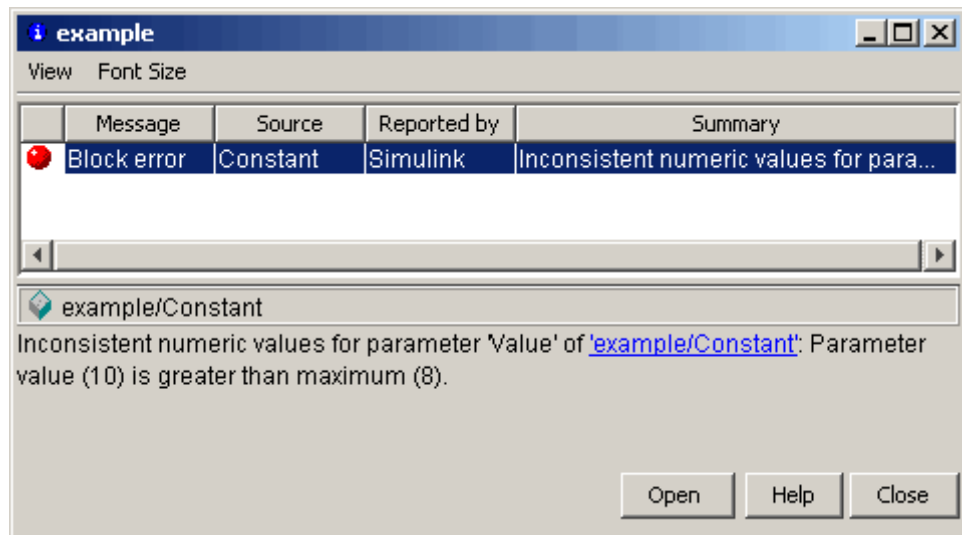 example
View Font Size
Message Source Reported by Summary
Block error Constant Simulink Inconsistent numeric values for para...
example/Constant
Inconsistent numeric values for parameter 'Value' of 'example/Constant': Parameter
value (10) is greater than maximum (8).
Open Help Close